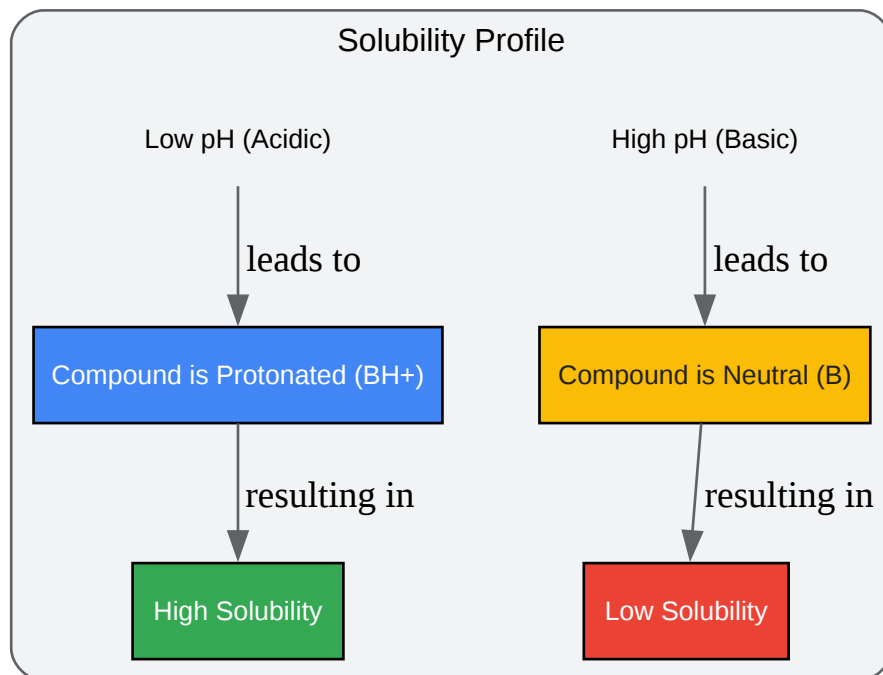 Solubility Profile
Low pH (Acidic)
High pH (Basic)
leads to
leads to
Compound is Protonated (BH+)
Compound is Neutral (B)
resulting in
resulting in
High Solubility
Low Solubility